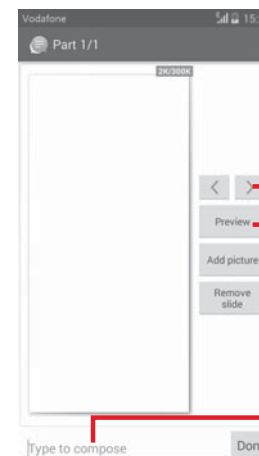 Vodafone 15:
Part 1/1
2K/300K
Preview
Add picture
Remove
slide
Type to compose
Don